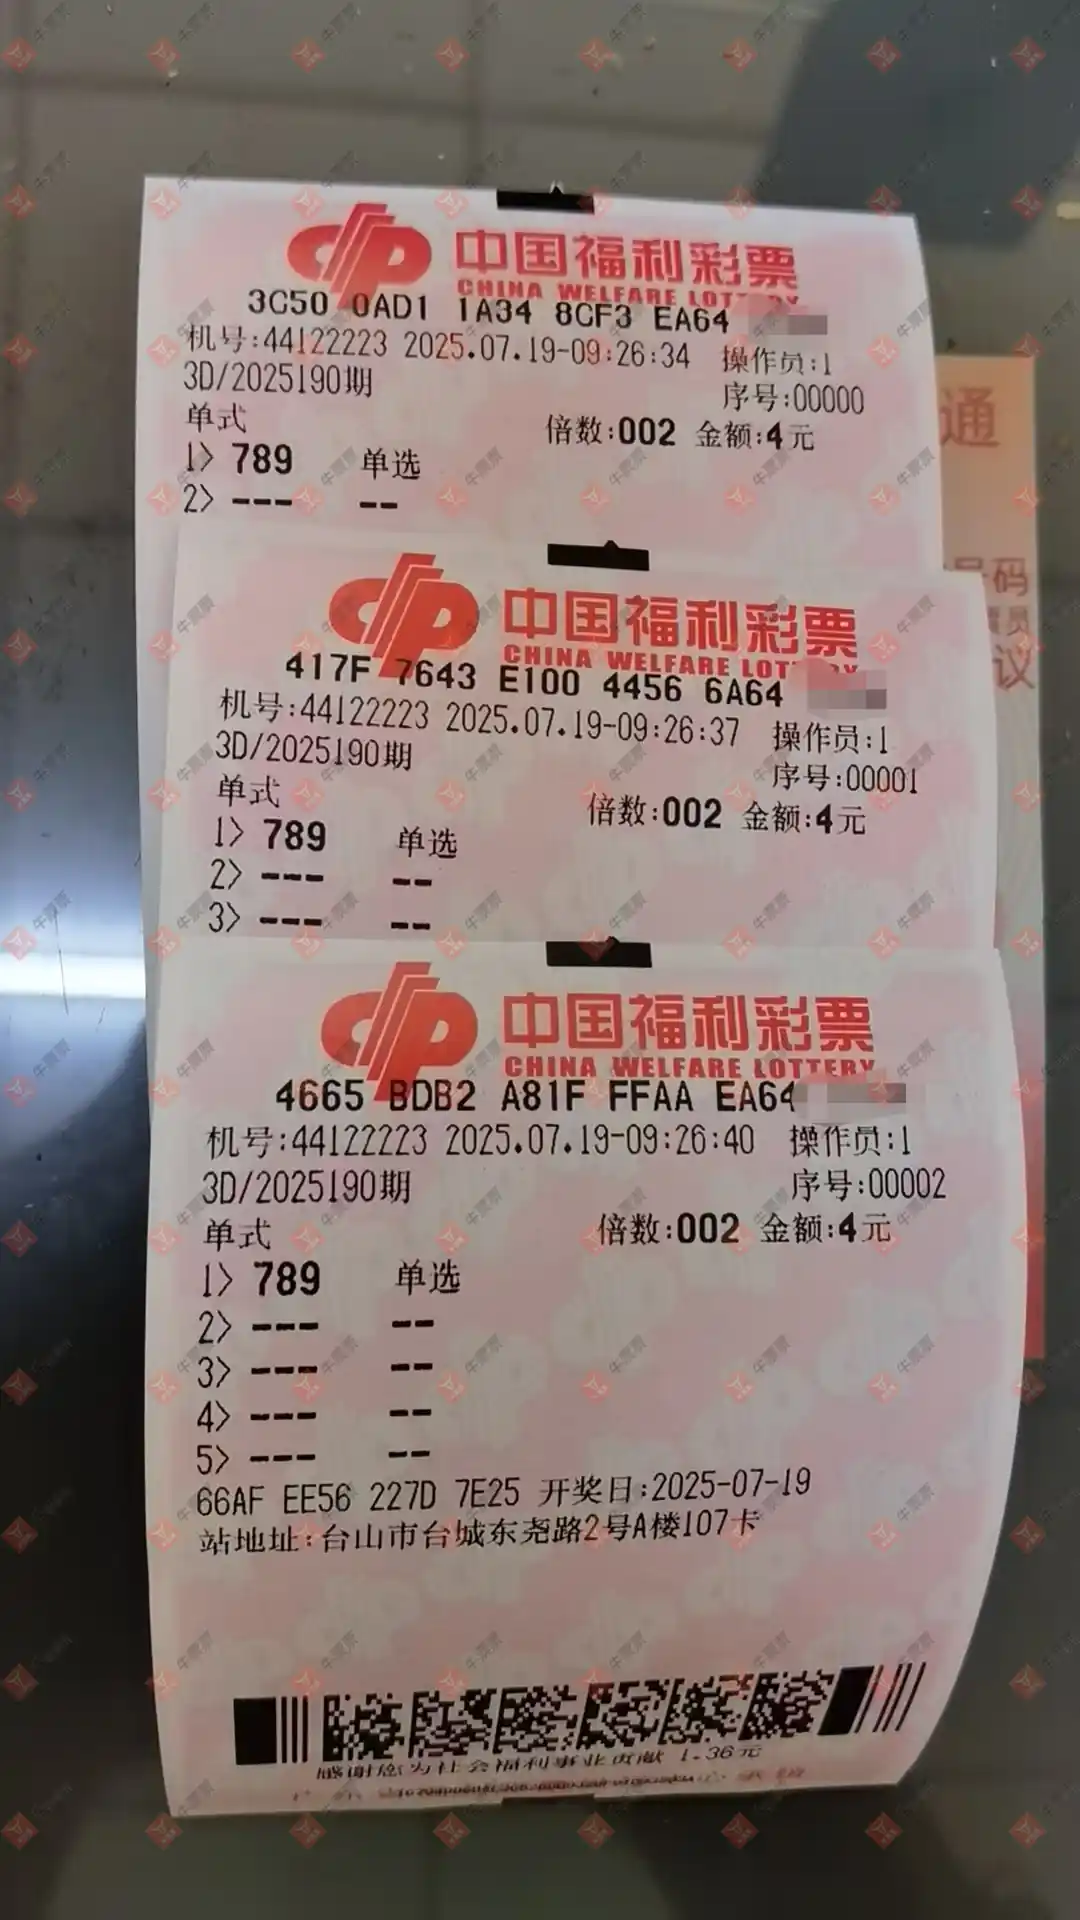 中国福利彩票
CHINA WELFARE LOTTERY
3C50 0AD1 1A34 8CF3 EA64
机号:44122223 2025.07.19-09:26:34 操作员:1
3D/2025190期 序号:00000
单式 倍数:002 金额:4元
1> 789 单选
2> --- --
通
号码
票员
议
中国福利彩票
CHINA WELFARE LOTTERY
417F 7643 E100 4456 6A64
机号:44122223 2025.07.19-09:26:37 操作员:1
3D/2025190期 序号:00001
单式 倍数:002 金额:4元
1> 789 单选
2> --- --
3> --- --
中国福利彩票
CHINA WELFARE LOTTERY
4665 BDB2 A81F FFAA EA64
机号:44122223 2025.07.19-09:26:40 操作员:1
3D/2025190期 序号:00002
单式 倍数:002 金额:4元
1> 789 单选
2> --- --
3> --- --
4> --- --
5> --- --
66AF EE56 227D 7E25 开奖日:2025-07-19
站地址:台山市台城东尧路2号A楼107卡
感谢您为社会福利事业贡献 1.36元
牛票票